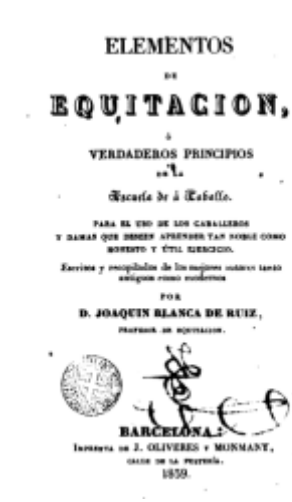 ELEMENTOS
DE
EQUITACION,
Ó
VERDADEROS PRINCIPIOS
DE LA
Escuela de á Caballo.
PARA EL USO DE LOS CABALLEROS
Y DAMAS QUE DESEEN APRENDER TAN NOBLE COMO
HONESTO Y ÚTIL EJERCICIO.
Escritos y recopilados de los mejores autores tanto
antiguos como modernos
POR
D. JOAQUIN BLANCA DE RUIZ,
PROFESOR DE EQUITACION.
BARCELONA:
IMPRENTA DE J. OLIVERES Y MONMANY,
CALLE DE LA
1839.